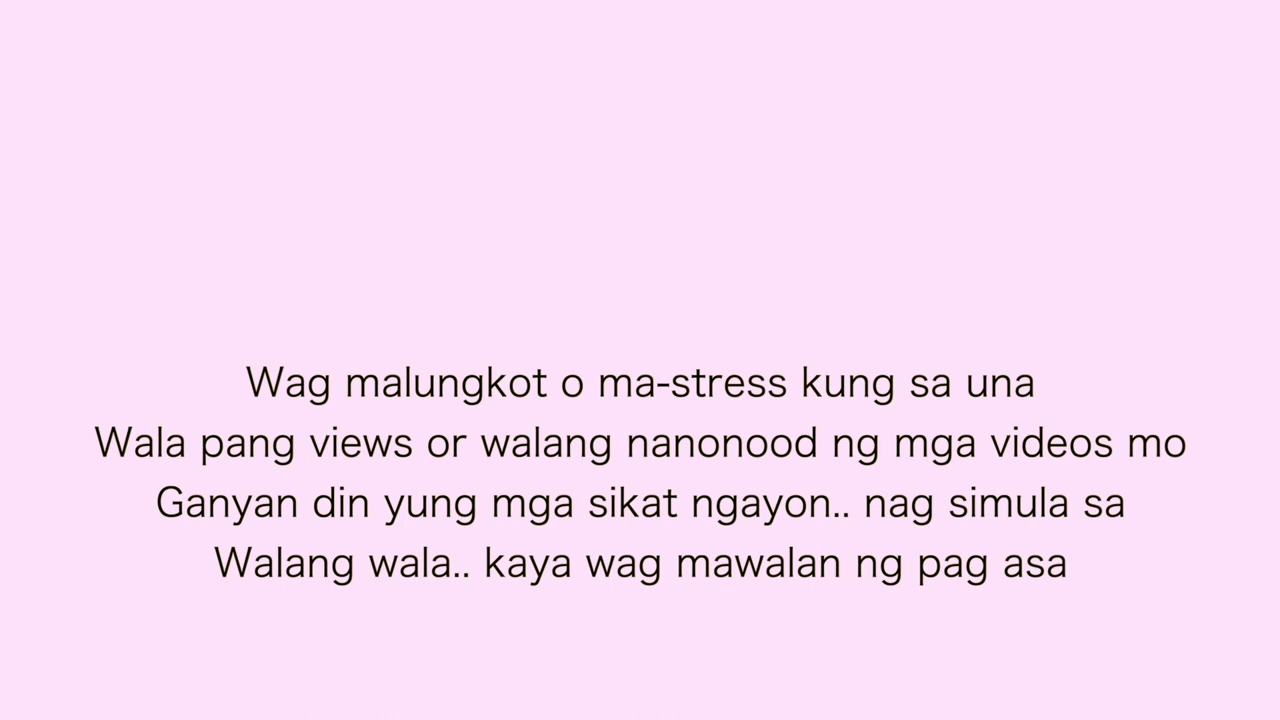 Wag malungkot o ma-stress kung sa una
Wala pang views or walang nanonood ng mga videos mo
Ganyan din yung mga sikat ngayon.. nag simula sa
Walang wala.. kaya wag mawalan ng pag asa